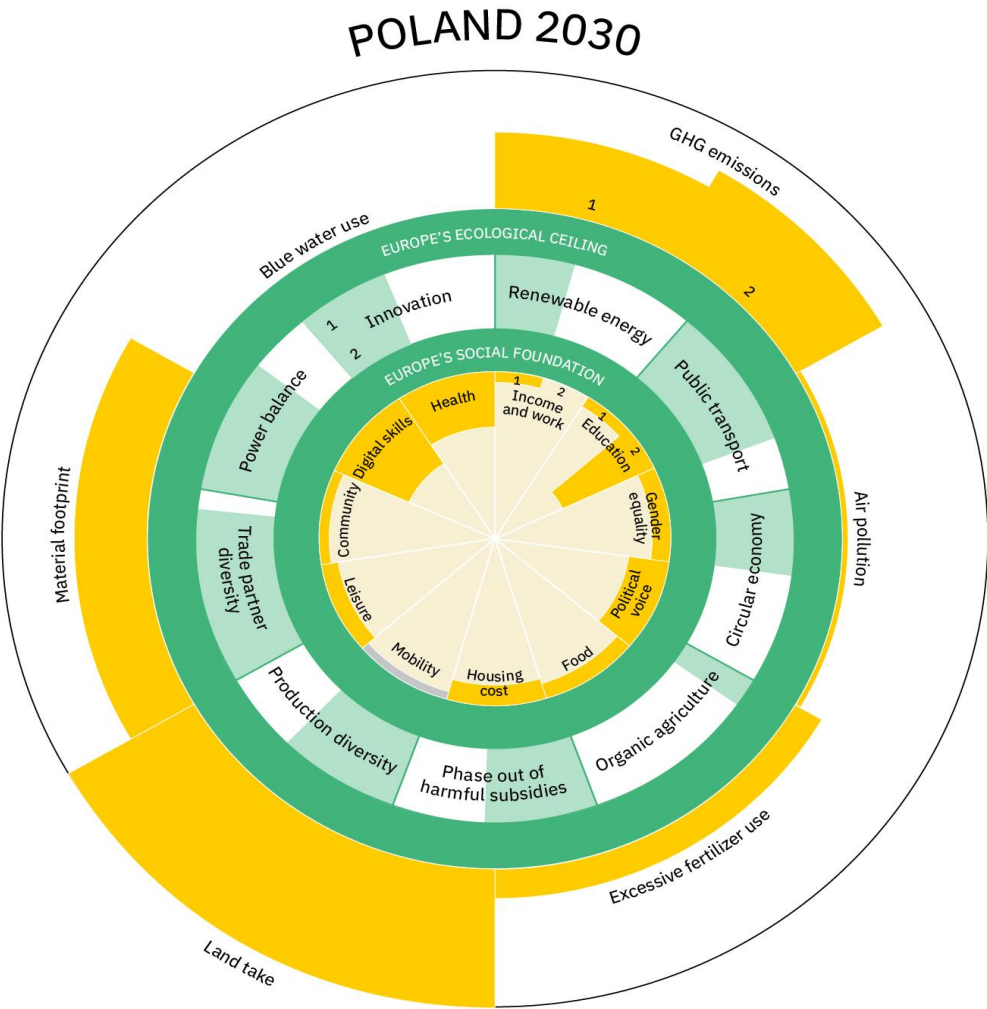 POLAND 2030
GHG emissions
1
2
Air pollution
Excessive fertilizer use
Land take
Material footprint
Blue water use
EUROPE'S ECOLOGICAL CEILING
Renewable energy
Public transport
Circular economy
Organic agriculture
Phase out of
harmful subsidies
Production diversity
Trade partner
diversity
Power balance
Innovation
1
2
EUROPE'S SOCIAL FOUNDATION
1
2
Income
and work
1
2
Education
Gender
equality
Political
voice
Food
Housing
cost
Mobility
Leisure
Community
Digital skills
Health